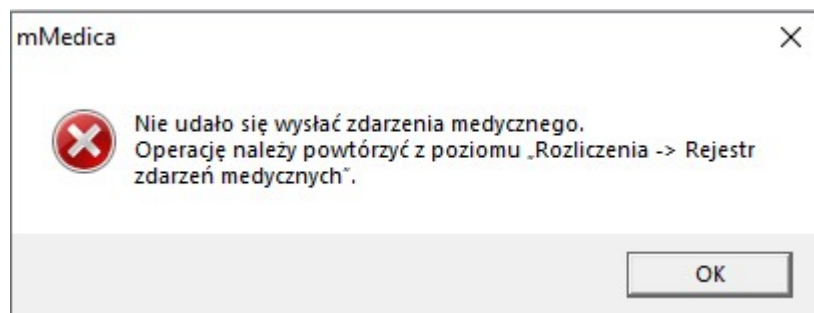 mMedica
Nie udało się wysłać zdarzenia medycznego.
Operację należy powtórzyć z poziomu „Rozliczenia -> Rejestr
zdarzeń medycznych”.
OK